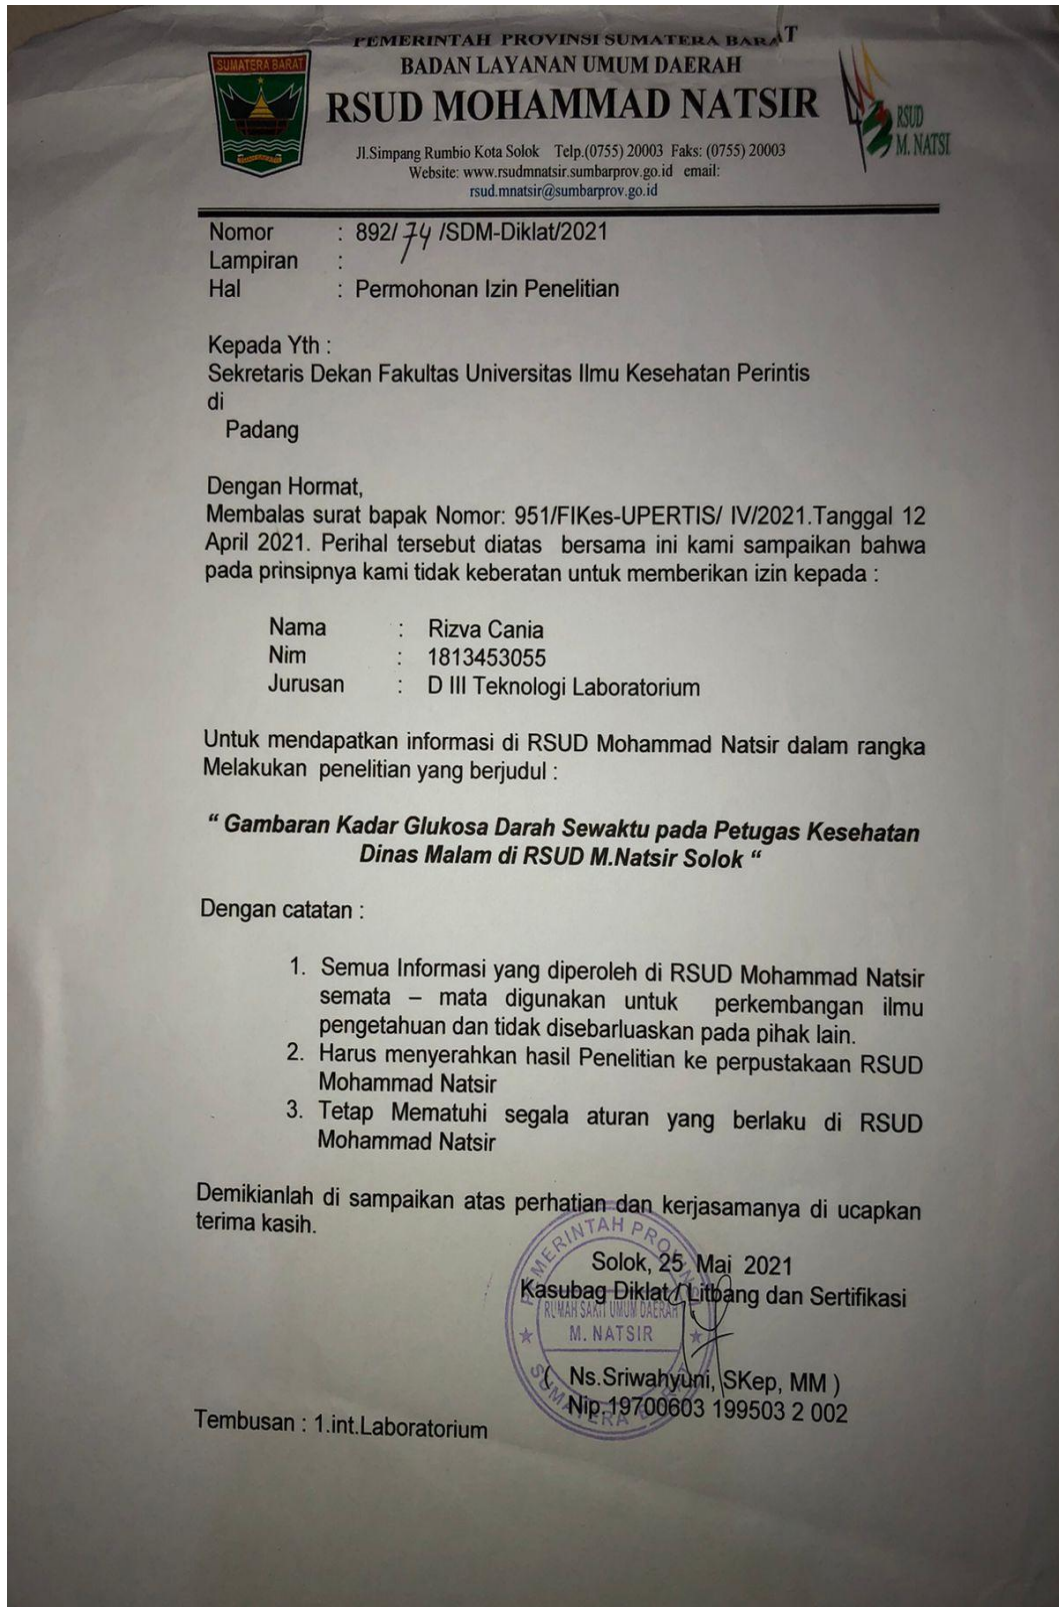 PEMERINTAH PROVINSI SUMATERA BARAT
BADAN LAYANAN UMUM DAERAH
RSUD MOHAMMAD NATSIR
Jl.Simpang Rumbio Kota Solok Telp.(0755) 20003 Faks: (0755) 20003
Website: www.rsudmnatsir.sumbarprov.go.id email:
rsud.mnatsir@sumbarprov.go.id
SUMATERA BARAT
RSUD
M. NATSI
Nomor : 892/ 74 /SDM-Diklat/2021
Lampiran :
Hal : Permohonan Izin Penelitian
Kepada Yth :
Sekretaris Dekan Fakultas Universitas Ilmu Kesehatan Perintis
di
Padang
Dengan Hormat,
Membalas surat bapak Nomor: 951/FIKes-UPERTIS/ IV/2021.Tanggal 12
April 2021. Perihal tersebut diatas bersama ini kami sampaikan bahwa
pada prinsipnya kami tidak keberatan untuk memberikan izin kepada :
Nama : Rizva Cania
Nim : 1813453055
Jurusan : D III Teknologi Laboratorium
Untuk mendapatkan informasi di RSUD Mohammad Natsir dalam rangka
Melakukan penelitian yang berjudul :
“ Gambaran Kadar Glukosa Darah Sewaktu pada Petugas Kesehatan
Dinas Malam di RSUD M.Natsir Solok “
Dengan catatan :
1. Semua Informasi yang diperoleh di RSUD Mohammad Natsir
semata – mata digunakan untuk perkembangan ilmu
pengetahuan dan tidak disebarluaskan pada pihak lain.
2. Harus menyerahkan hasil Penelitian ke perpustakaan RSUD
Mohammad Natsir
3. Tetap Mematuhi segala aturan yang berlaku di RSUD
Mohammad Natsir
Demikianlah di sampaikan atas perhatian dan kerjasamanya di ucapkan
terima kasih.
Solok, 25 Mai 2021
Kasubag Diklat / Litbang dan Sertifikasi
PEMERINTAH PROVINSI
RUMAH SAKIT UMUM DAERAH
M. NATSIR
SUMATERA BARAT
( Ns.Sriwahyuni, SKep, MM )
Nip.19700603 199503 2 002
Tembusan : 1.int.Laboratorium